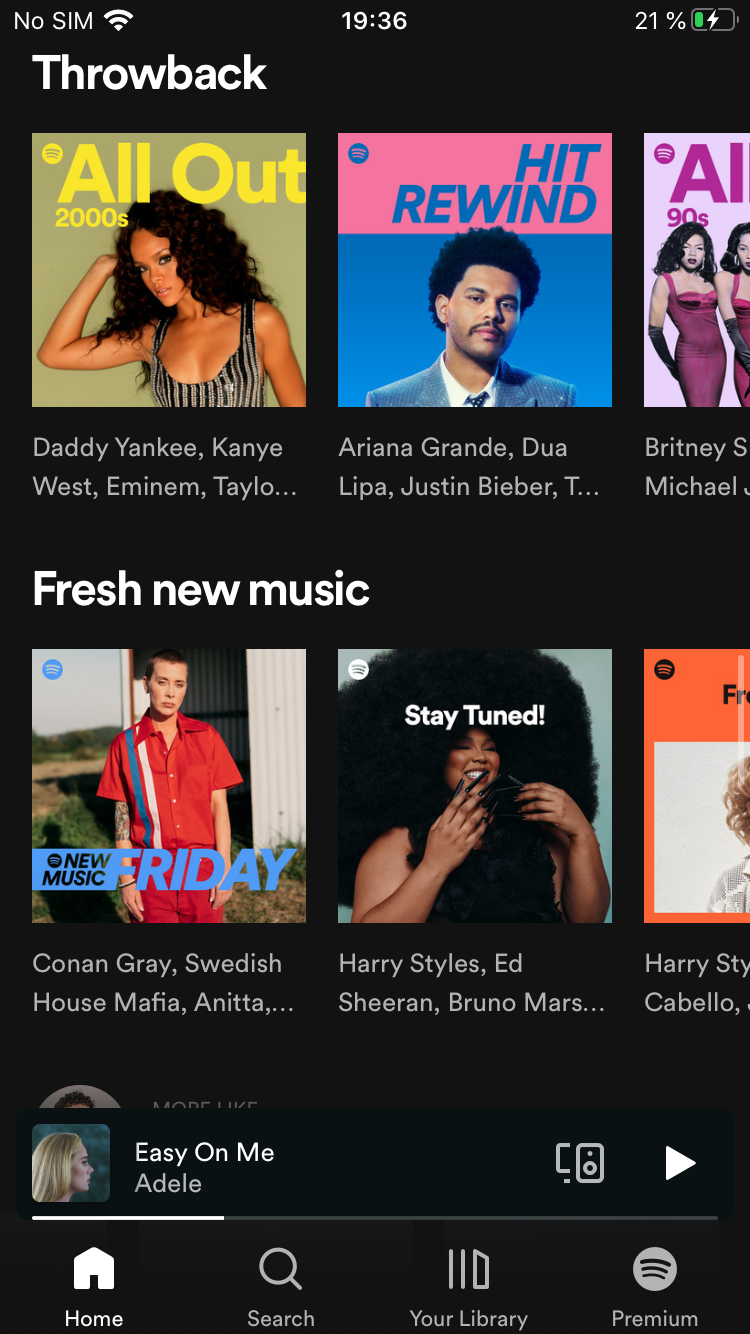 No SIM 19:36 21 %
Throwback
All Out
2000s
HIT
REWIND
All
90s
Daddy Yankee, Kanye
West, Eminem, Taylo...
Ariana Grande, Dua
Lipa, Justin Bieber, T...
Britney S
Michael J
Fresh new music
NEW
MUSIC FRIDAY
Stay Tuned!
Fre
Conan Gray, Swedish
House Mafia, Anitta,...
Harry Styles, Ed
Sheeran, Bruno Mars...
Harry Sty
Cabello,
MORE LIKE
Easy On Me
Adele
Home Search Your Library Premium